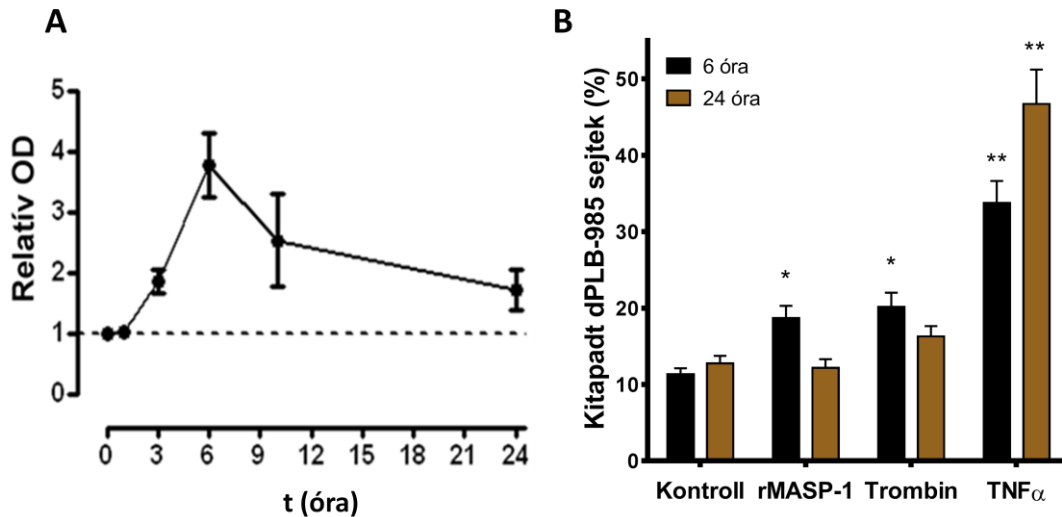 A
Relatív OD
5
4
3
2
1
0
0 3 6 9 12 15 18 21 24
t (óra)
B
Kitapadt dPLB-985 sejtek (%)
50
40
30
20
10
0
6 óra
24 óra
*
*
**
**
Kontroll rMASP-1 Trombin TNFα